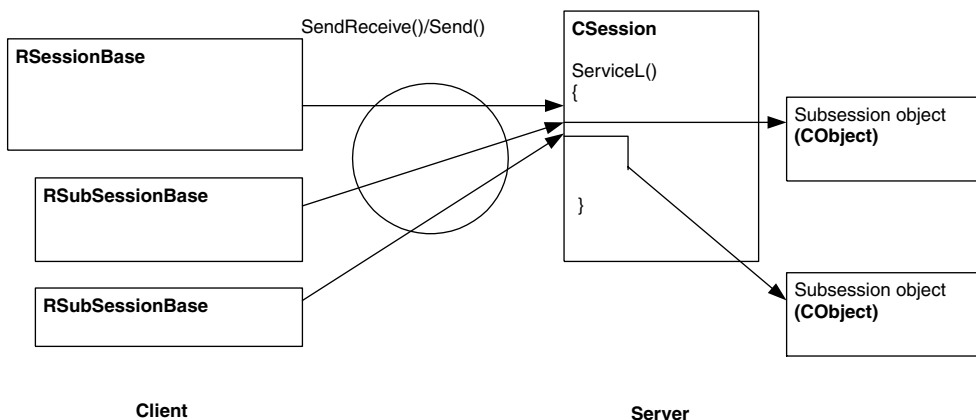 SendReceive()/Send()
RSessionBase
RSubSessionBase
RSubSessionBase
CSession
ServiceL()
{
}
Subsession object
(CObject)
Subsession object
(CObject)
Client
Server